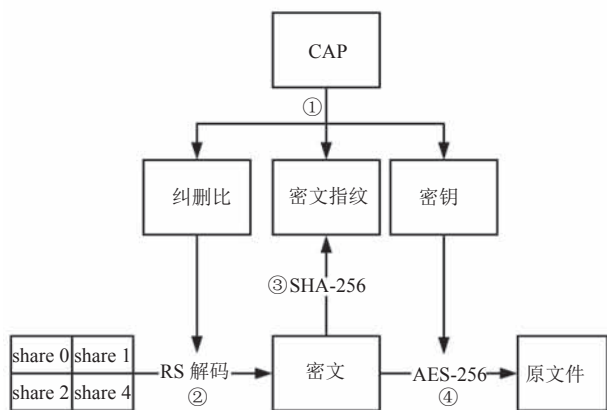 CAP
①
纠删比
密文指纹
密钥
③SHA-256
share 0
share 1
share 2
share 4
RS 解码
②
密文
AES-256
④
原文件